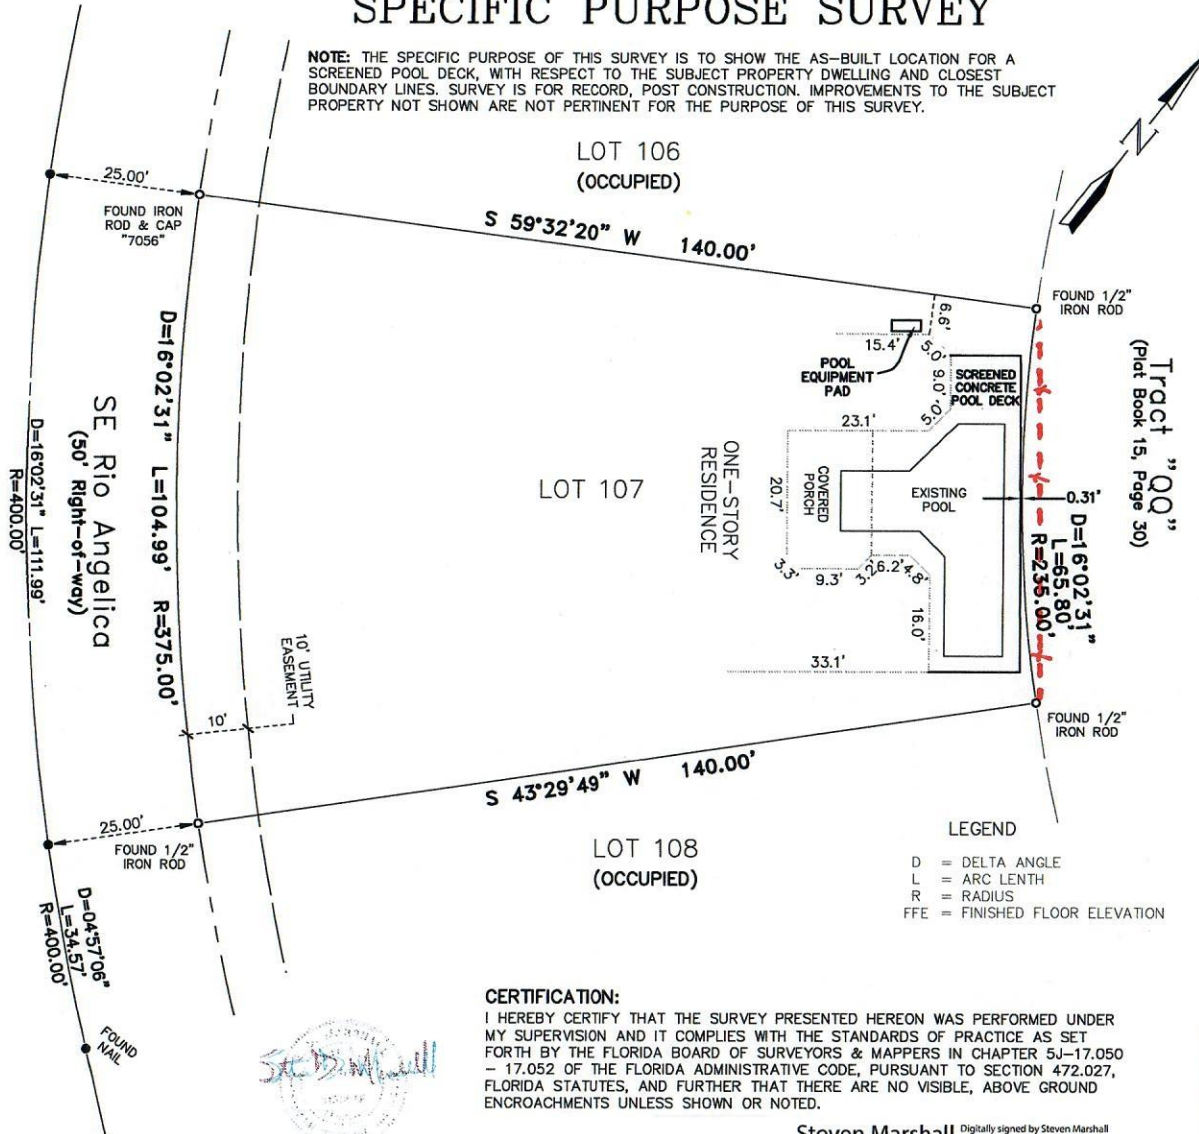 SPECIFIC PURPOSE SURVEY
NOTE: THE SPECIFIC PURPOSE OF THIS SURVEY IS TO SHOW THE AS-BUILT LOCATION FOR A
SCREENED POOL DECK, WITH RESPECT TO THE SUBJECT PROPERTY DWELLING AND CLOSEST
BOUNDARY LINES. SURVEY IS FOR RECORD, POST CONSTRUCTION. IMPROVEMENTS TO THE SUBJECT
PROPERTY NOT SHOWN ARE NOT PERTINENT FOR THE PURPOSE OF THIS SURVEY.
N
LOT 106
(OCCUPIED)
25.00'
FOUND IRON
ROD & CAP
"7056"
S 59°32'20" W 140.00'
FOUND 1/2"
IRON ROD
Tract "QQ"
(Plat Book 15, Page 30)
6.6'
15.4'
5.0'
POOL
EQUIPMENT
PAD
9.0'
SCREENED
CONCRETE
POOL DECK
5.0'
23.1'
D=16°02'31" L=104.99' R=375.00'
SE Rio Angelica
(50' Right-of-way)
D=16°02'31" L=111.99'
R=400.00'
LOT 107
ONE-STORY
RESIDENCE
20.7'
COVERED
PORCH
EXISTING
POOL
0.31'
D=16°02'31"
L=65.80'
R=235.00'
3.3'
9.3'
3.2'
6.2'
4.8'
16.0'
33.1'
10' UTILITY
EASEMENT
10'
FOUND 1/2"
IRON ROD
S 43°29'49" W 140.00'
25.00'
FOUND 1/2"
IRON ROD
LOT 108
(OCCUPIED)
LEGEND
D = DELTA ANGLE
L = ARC LENTH
R = RADIUS
FFE = FINISHED FLOOR ELEVATION
D=04°57'06"
L=34.57'
R=400.00'
FOUND
NAIL
CERTIFICATION:
I HEREBY CERTIFY THAT THE SURVEY PRESENTED HEREON WAS PERFORMED UNDER
MY SUPERVISION AND IT COMPLIES WITH THE STANDARDS OF PRACTICE AS SET
FORTH BY THE FLORIDA BOARD OF SURVEYORS & MAPPERS IN CHAPTER 5J-17.050
- 17.052 OF THE FLORIDA ADMINISTRATIVE CODE, PURSUANT TO SECTION 472.027,
FLORIDA STATUTES, AND FURTHER THAT THERE ARE NO VISIBLE, ABOVE GROUND
ENCROACHMENTS UNLESS SHOWN OR NOTED.
Steven Marshall Digitally signed by Steven Marshall